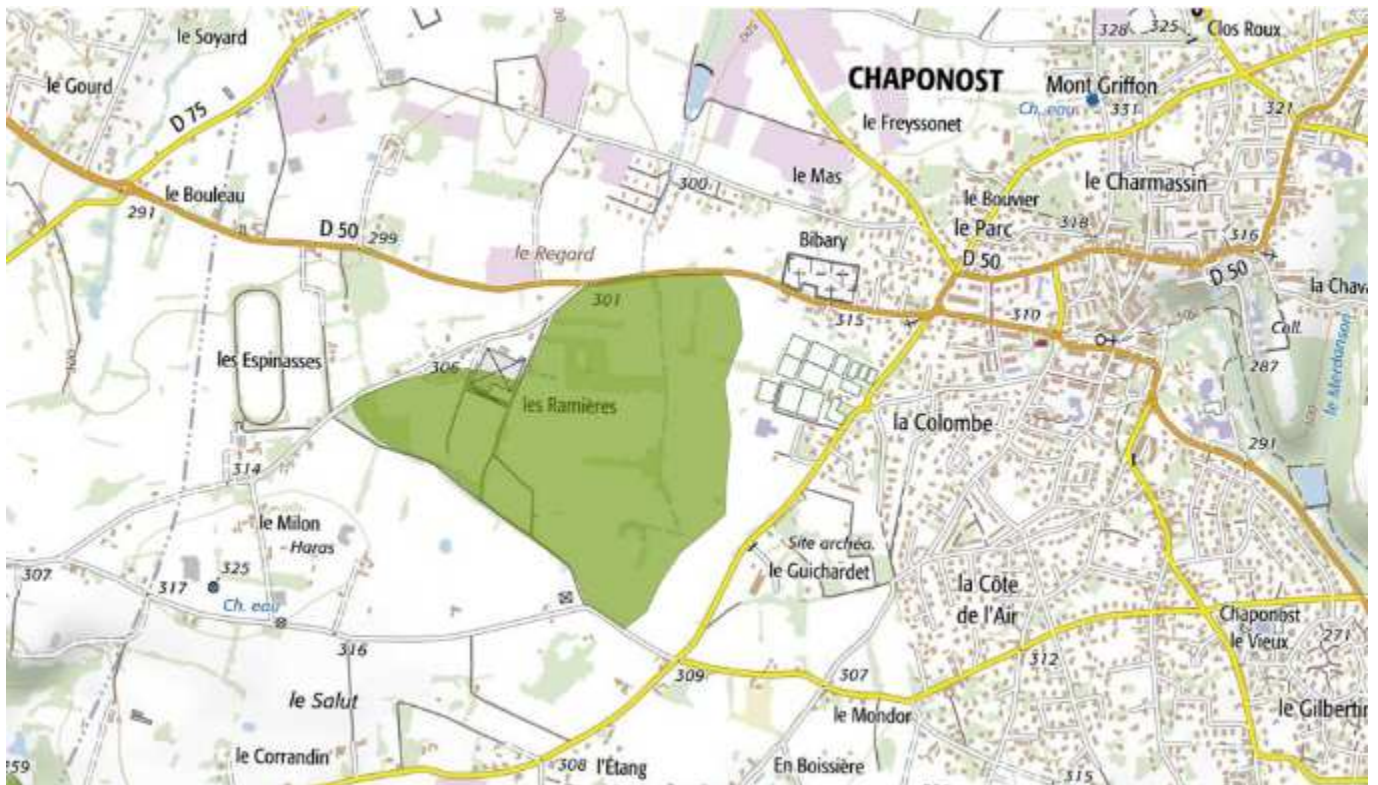 le Soyard
328
325
Clos Roux
CHAPONOST
Mont Griffon
le Gourd
Ch. eau
331
321
D 75
le Freyssonet
le Mas
300
le Charmassin
le Bouleau
le Bouvier
291
318
le Parc
D 50
299
Bibary
316
le Regard
D 50
D 50
301
la Chava
315
310
Coll.
les Espinasses
306
287
le Merdanson
les Ramières
la Colombe
291
314
le Milon
Haras
Site archéo.
le Guichardet
307
325
317
la Côte
de l'Air
Ch. eau
Chaponost
le Vieux
271
316
312
309
307
le Salut
le Mondor
le Gilbertin
le Corrandin
259
308
l'Étang
En Boissière
315